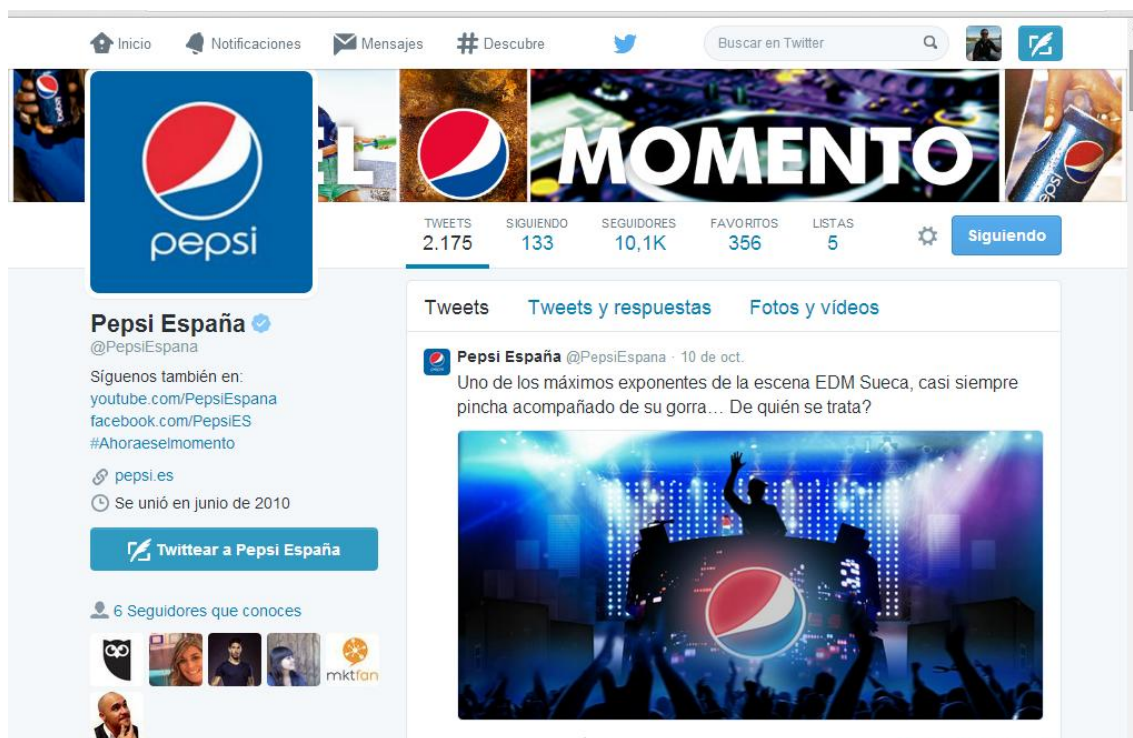 Inicio Notificaciones Mensajes # Descubre Buscar en Twitter
EL MOMENTO
pepsi
pepsi
TWEETS SIGUIENDO SEGUIDORES FAVORITOS LISTAS
2.175 133 10,1K 356 5
Siguiendo
Pepsi España
@PepsiEspana
Síguenos también en:
youtube.com/PepsiEspana
facebook.com/PepsiES
#Ahoraeselmomento
pepsi.es
Se unió en junio de 2010
Twittear a Pepsi España
6 Seguidores que conoces
mktfan
Tweets Tweets y respuestas Fotos y vídeos
Pepsi España @PepsiEspana · 10 de oct.
Uno de los máximos exponentes de la escena EDM Sueca, casi siempre
pincha acompañado de su gorra… De quién se trata?